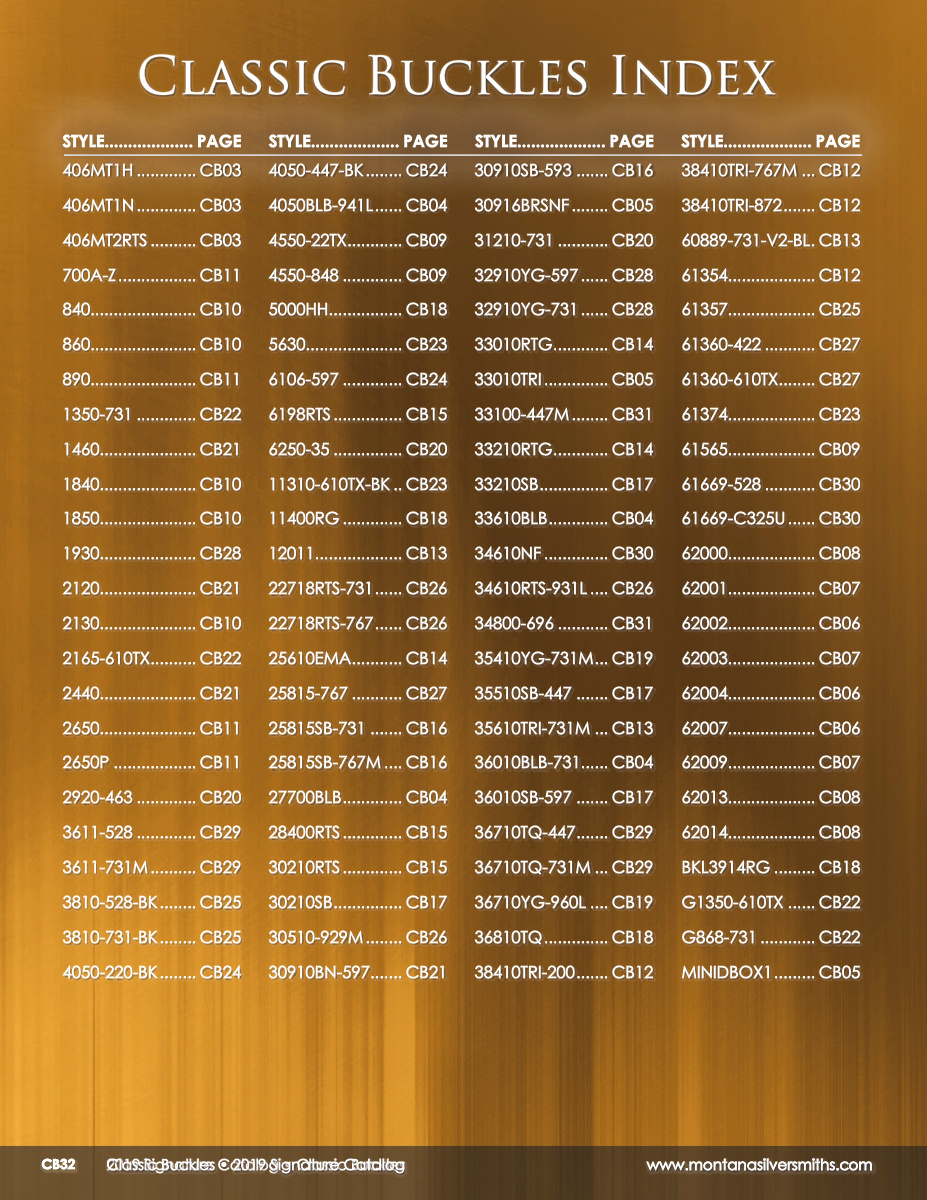 Classic Buckles Index
STYLE................... PAGE
406MT1H ............. CB03
406MT1N ............. CB03
406MT2RTS .......... CB03
700A-Z ................. CB11
840....................... CB10
860....................... CB10
890....................... CB11
1350-731 ............. CB22
1460..................... CB21
1840..................... CB10
1850..................... CB10
1930..................... CB28
2120..................... CB21
2130..................... CB10
2165-610TX.......... CB22
2440..................... CB21
2650..................... CB11
2650P .................. CB11
2920-463 ............. CB20
3611-528 ............. CB29
3611-731M .......... CB29
3810-528-BK ........ CB25
3810-731-BK ........ CB25
4050-220-BK ........ CB24
STYLE................... PAGE
4050-447-BK ........ CB24
4050BLB-941L...... CB04
4550-22TX............ CB09
4550-848 ............. CB09
5000HH................ CB18
5630..................... CB23
6106-597 ............. CB24
6198RTS ............... CB15
6250-35 ............... CB20
11310-610TX-BK .. CB23
11400RG ............. CB18
12011................... CB13
22718RTS-731 ...... CB26
22718RTS-767 ...... CB26
25610EMA........... CB14
25815-767 ........... CB27
25815SB-731 ....... CB16
25815SB-767M .... CB16
27700BLB............. CB04
28400RTS ............. CB15
30210RTS ............. CB15
30210SB............... CB17
30510-929M ........ CB26
30910BN-597....... CB21
STYLE................... PAGE
30910SB-593 ....... CB16
30916BRSNF ......... CB05
31210-731 ........... CB20
32910YG-597 ...... CB28
32910YG-731 ...... CB28
33010RTG............ CB14
33010TRI .............. CB05
33100-447M ........ CB31
33210RTG............ CB14
33210SB............... CB17
33610BLB............. CB04
34610NF .............. CB30
34610RTS-931L .... CB26
34800-696 ........... CB31
35410YG-731M... CB19
35510SB-447 ....... CB17
35610TRI-731M ... CB13
36010BLB-731...... CB04
36010SB-597 ....... CB17
36710TQ-447....... CB29
36710TQ-731M ... CB29
36710YG-960L .... CB19
36810TQ.............. CB18
38410TRI-200....... CB12
STYLE................... PAGE
38410TRI-767M ... CB12
38410TRI-872....... CB12
60889-731-V2-BL. CB13
61354................... CB12
61357................... CB25
61360-422 ........... CB27
61360-610TX........ CB27
61374................... CB23
61565................... CB09
61669-528 ........... CB30
61669-C325U ...... CB30
62000................... CB08
62001................... CB07
62002................... CB06
62003................... CB07
62004................... CB06
62007................... CB06
62009................... CB07
62013................... CB08
62014................... CB08
BKL3914RG ......... CB18
G1350-610TX ...... CB22
G868-731 ............ CB22
MINIDBOX1 ......... CB05
CB32
Classic Buckles • 2019 Signature Catalog
www.montanasilversmiths.com